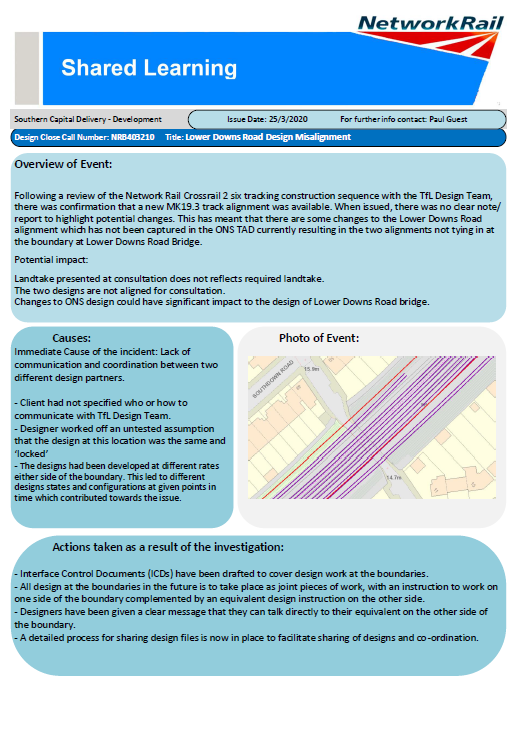 NetworkRail
Shared Learning
Southern Capital Delivery - Development Issue Date: 25/3/2020 For further info contact: Paul Guest
Design Close Call Number: NRB403210 Title: Lower Downs Road Design Misalignment
Overview of Event:
Following a review of the Network Rail Crossrail 2 six tracking construction sequence with the TfL Design Team,
there was confirmation that a new MK19.3 track alignment was available. When issued, there was no clear note/
report to highlight potential changes. This has meant that there are some changes to the Lower Downs Road
alignment which has not been captured in the ONS TAD currently resulting in the two alignments not tying in at
the boundary at Lower Downs Road Bridge.
Potential impact:
Landtake presented at consultation does not reflects required landtake.
The two designs are not aligned for consultation.
Changes to ONS design could have significant impact to the design of Lower Downs Road bridge.
Causes:
Immediate Cause of the incident: Lack of
communication and coordination between two
different design partners.
- Client had not specified who or how to
communicate with TfL Design Team.
- Designer worked off an untested assumption
that the design at this location was the same and
‘locked’
- The designs had been developed at different rates
either side of the boundary. This led to different
designs states and configurations at given points in
time which contributed towards the issue.
Photo of Event:
SOUTHDOWN ROAD
15.9m
14.7m
Actions taken as a result of the investigation:
- Interface Control Documents (ICDs) have been drafted to cover design work at the boundaries.
- All design at the boundaries in the future is to take place as joint pieces of work, with an instruction to work on
one side of the boundary complemented by an equivalent design instruction on the other side.
- Designers have been given a clear message that they can talk directly to their equivalent on the other side of
the boundary.
- A detailed process for sharing design files is now in place to facilitate sharing of designs and co-ordination.